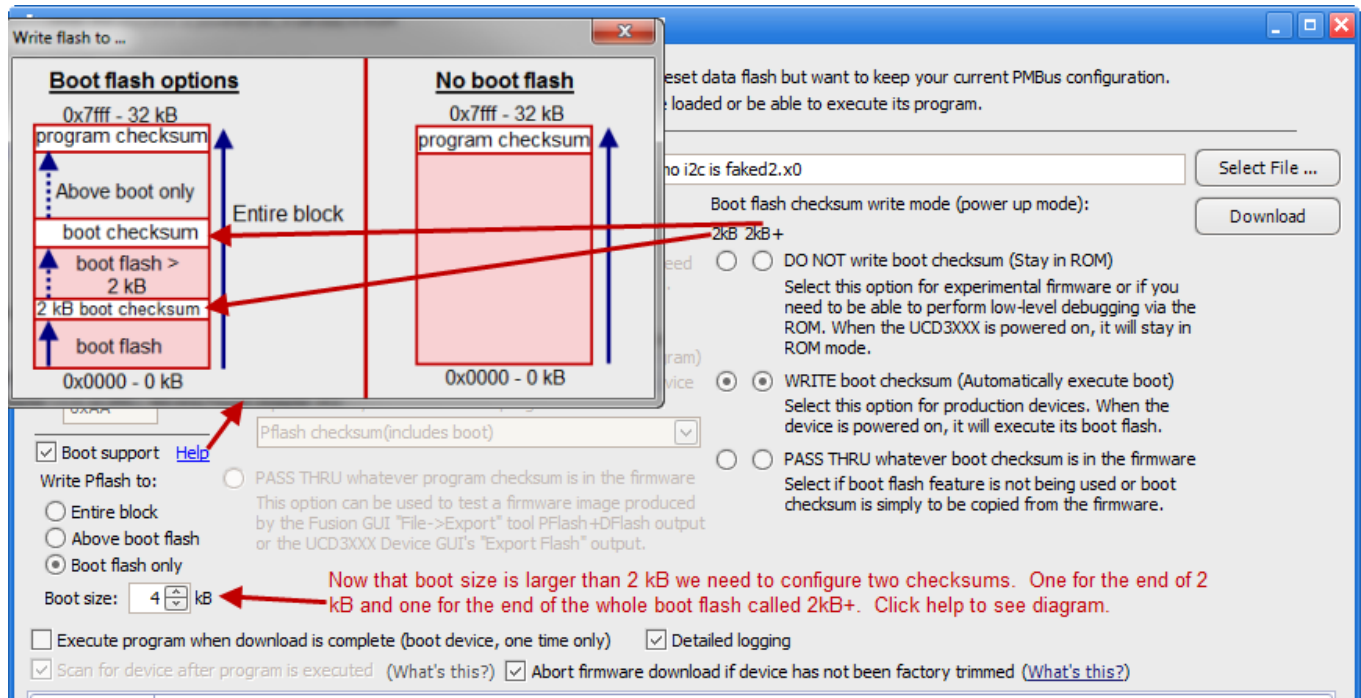 Write flash to ...
x
Boot flash options
0x7fff - 32 kB
program checksum
Above boot only
boot checksum
boot flash >
2 kB
2 kB boot checksum
boot flash
0x0000 - 0 kB
Entire block
No boot flash
0x7fff - 32 kB
program checksum
0x0000 - 0 kB
eset data flash but want to keep your current PMBus configuration.
loaded or be able to execute its program.
no i2c is faked2.x0
Select File ...
Download
Boot flash checksum write mode (power up mode):
2kB 2kB+
DO NOT write boot checksum (Stay in ROM)
Select this option for experimental firmware or if you
need to be able to perform low-level debugging via the
ROM. When the UCD3XXX is powered on, it will stay in
ROM mode.
WRITE boot checksum (Automatically execute boot)
Select this option for production devices. When the
device is powered on, it will execute its boot flash.
PASS THRU whatever boot checksum is in the firmware
Select if boot flash feature is not being used or boot
checksum is simply to be copied from the firmware.
eed
ram)
vice
0xAA
Pflash checksum(includes boot)
Boot support Help
Write Pflash to:
Entire block
Above boot flash
Boot flash only
Boot size: 4 kB
PASS THRU whatever program checksum is in the firmware
This option can be used to test a firmware image produced
by the Fusion GUI "File->Export" tool PFlash+DFlash output
or the UCD3XXX Device GUI's "Export Flash" output.
Now that boot size is larger than 2 kB we need to configure two checksums. One for the end of 2
kB and one for the end of the whole boot flash called 2kB+. Click help to see diagram.
Execute program when download is complete (boot device, one time only) Detailed logging
Scan for device after program is executed (What's this?) Abort firmware download if device has not been factory trimmed (What's this?)